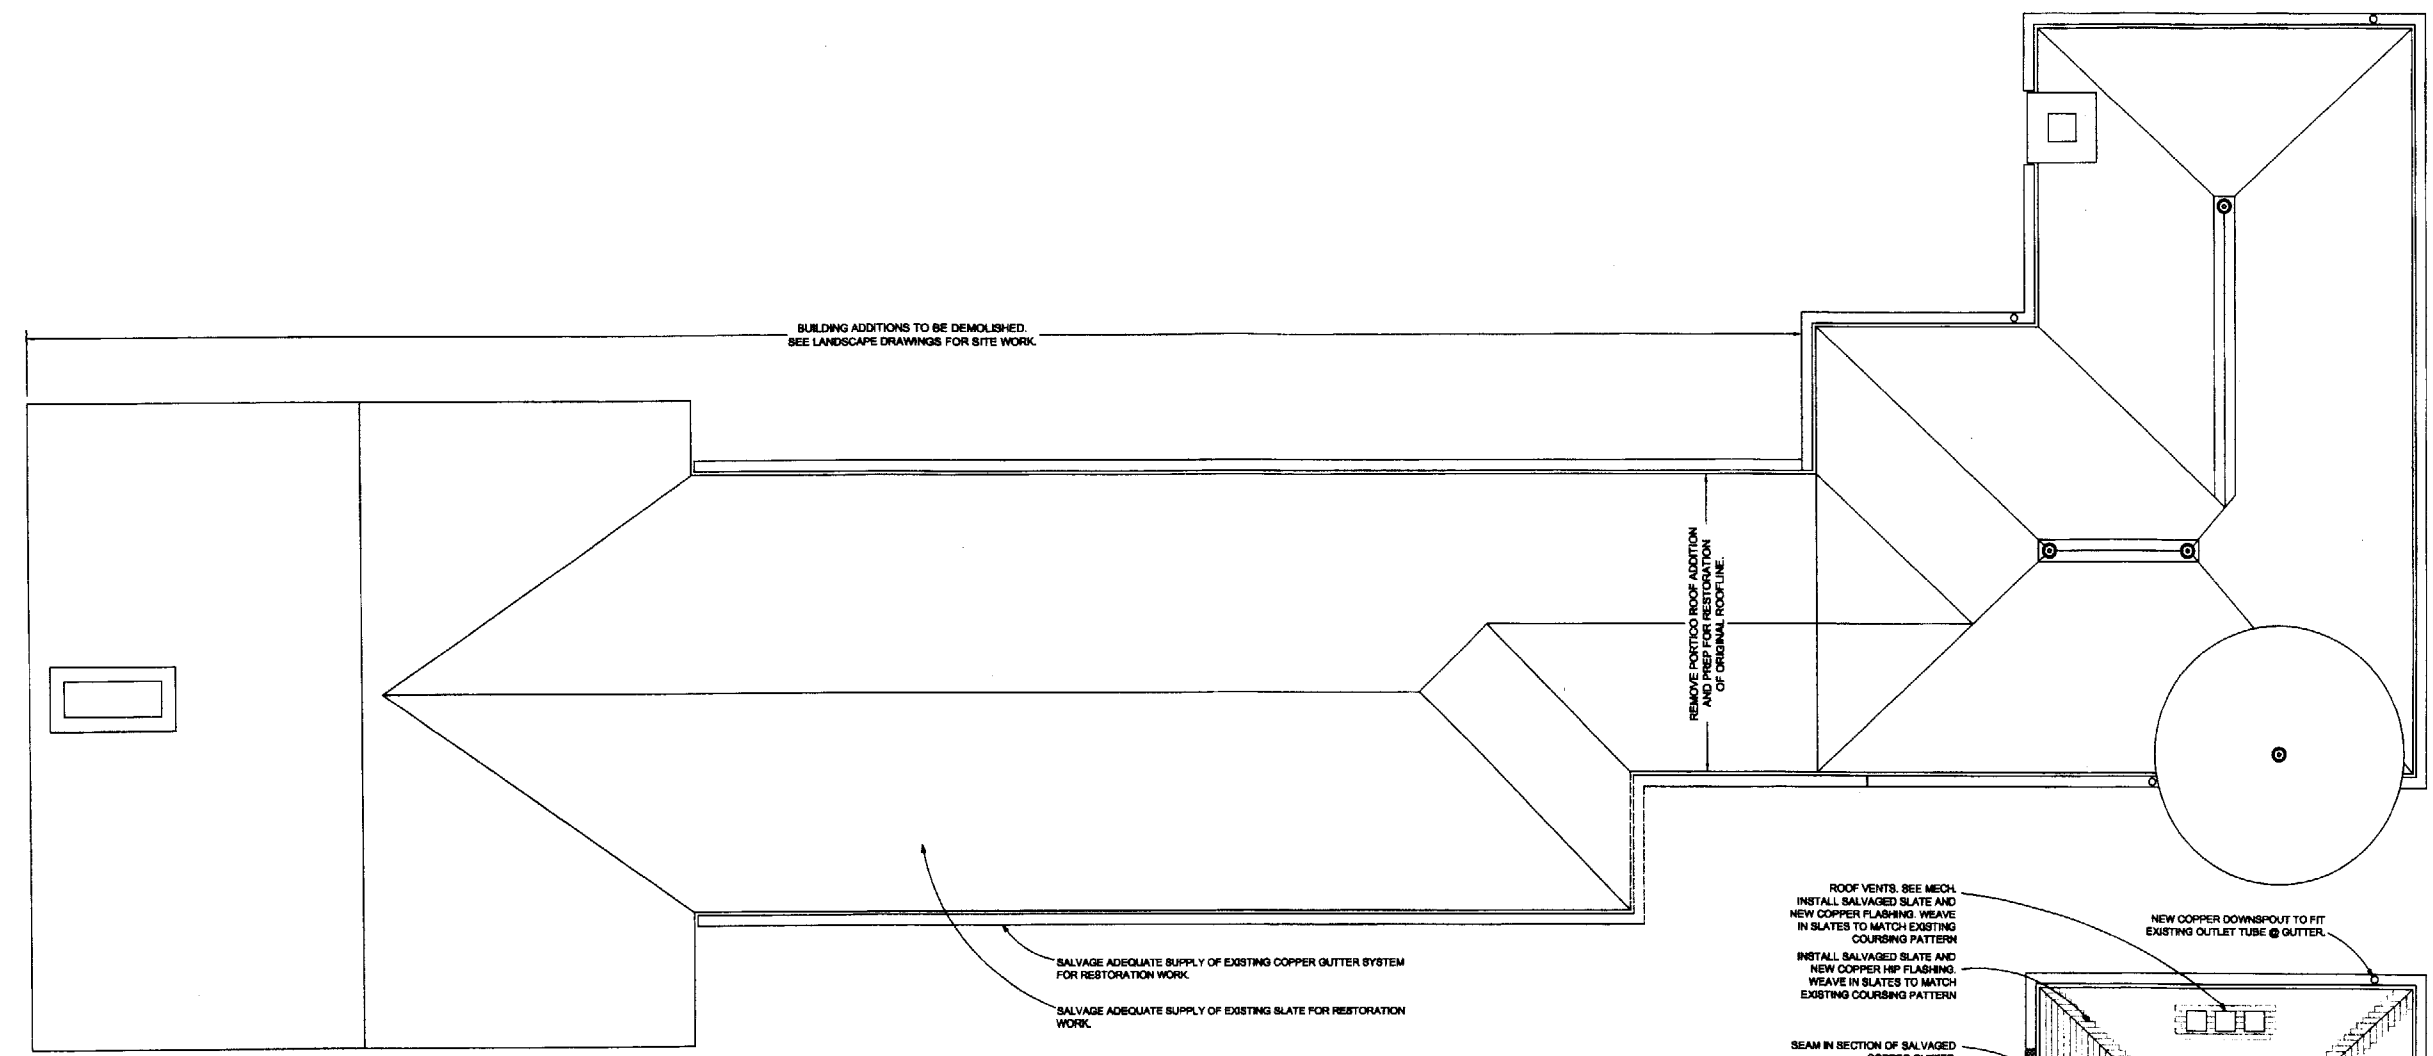 BUILDING ADDITIONS TO BE DEMOLISHED.
SEE LANDSCAPE DRAWINGS FOR SITE WORK.
REMOVE PORTICO ROOF ADDITION
AND PREP FOR RESTORATION
OF ORIGINAL ROOFLINE.
SALVAGE ADEQUATE SUPPLY OF EXISTING COPPER GUTTER SYSTEM
FOR RESTORATION WORK.
SALVAGE ADEQUATE SUPPLY OF EXISTING SLATE FOR RESTORATION
WORK.
ROOF VENTS. SEE MECH.
INSTALL SALVAGED SLATE AND
NEW COPPER FLASHING. WEAVE
IN SLATES TO MATCH EXISTING
COURSING PATTERN
INSTALL SALVAGED SLATE AND
NEW COPPER HIP FLASHING.
WEAVE IN SLATES TO MATCH
EXISTING COURSING PATTERN
NEW COPPER DOWNSPOUT TO FIT
EXISTING OUTLET TUBE @ GUTTER.
SEAM IN SECTION OF SALVAGED